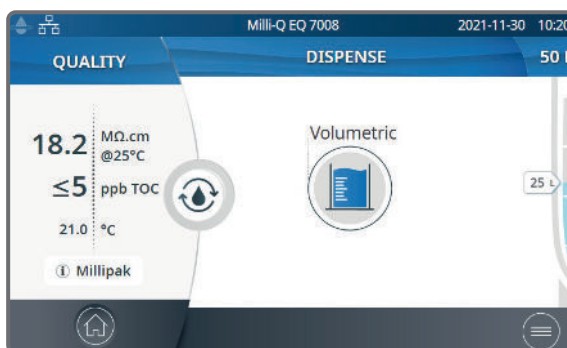 Milli-Q EQ 7008
2021-11-30 10:20
QUALITY
DISPENSE
50
18.2 MΩ.cm @25°C
≤5 ppb TOC
21.0 °C
i Millipak
Volumetric
25 L